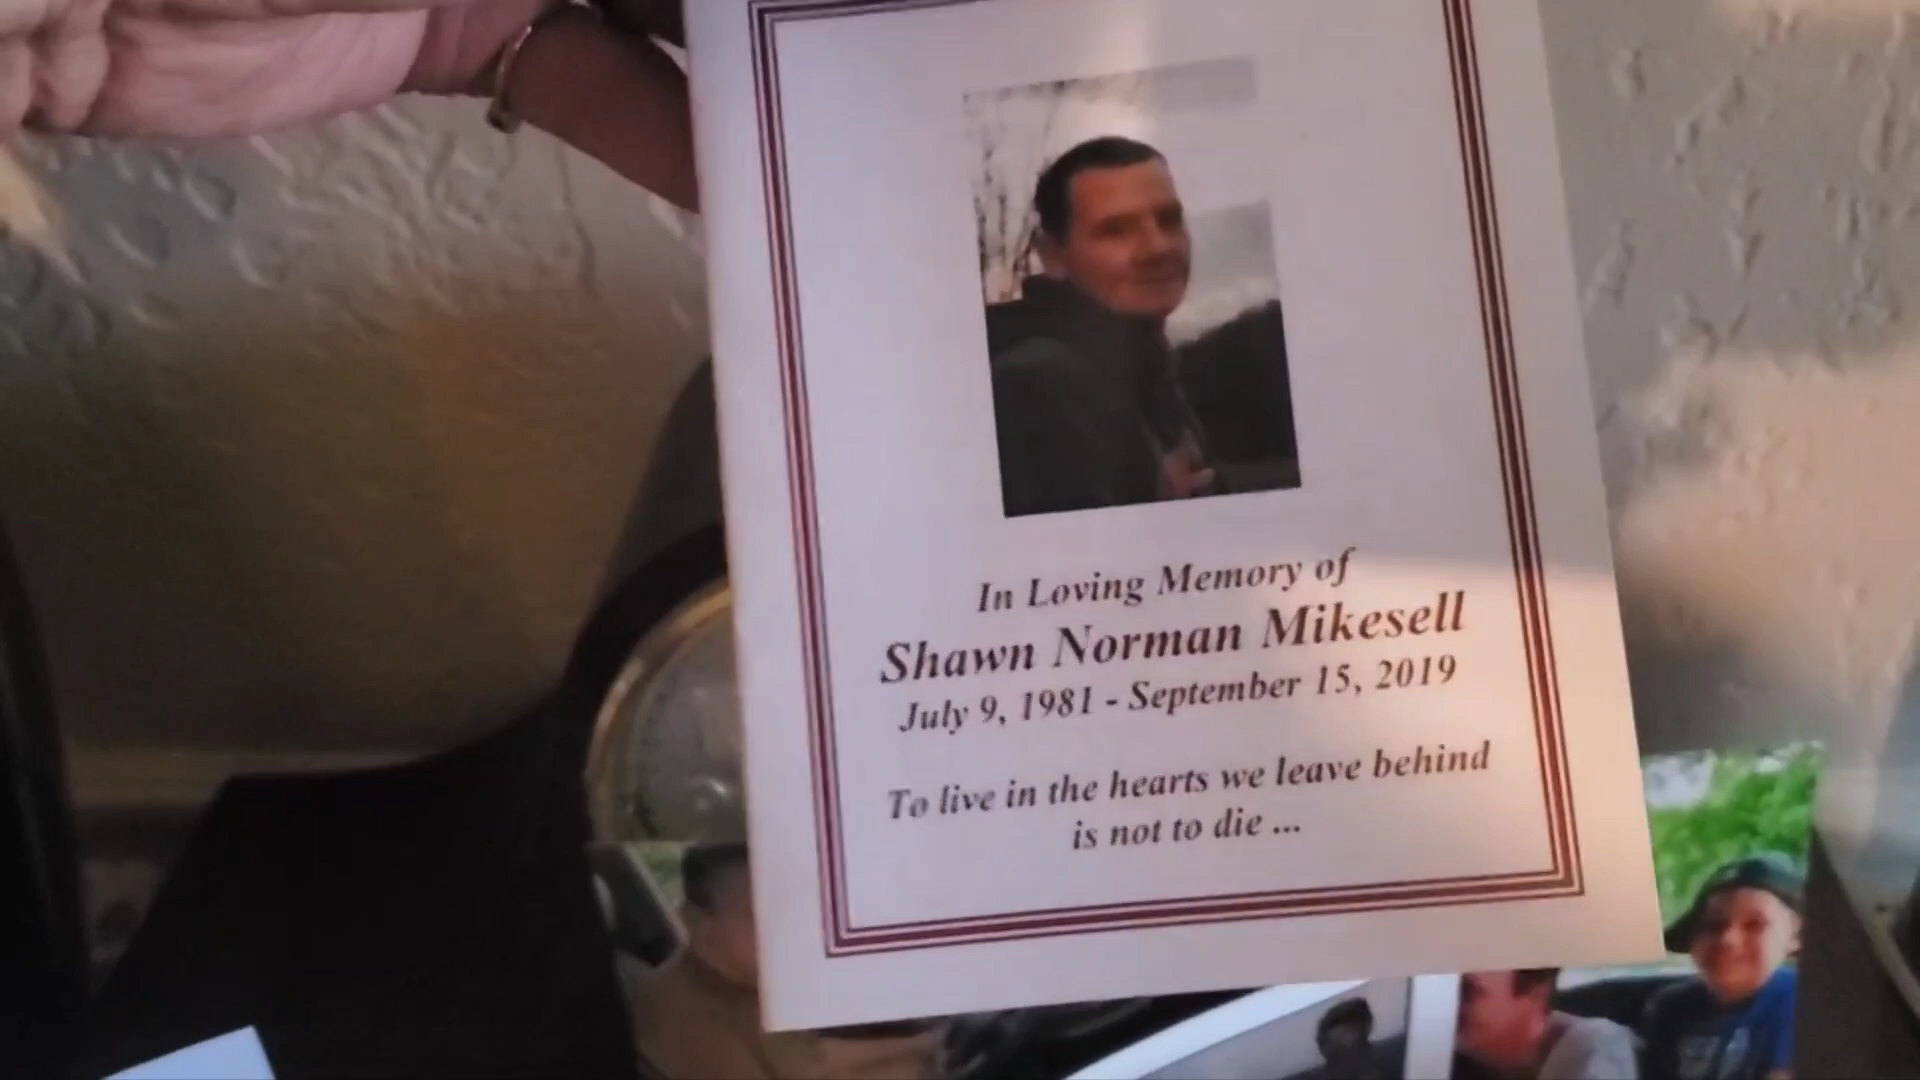 In Loving Memory of
Shawn Norman Mikesell
July 9, 1981 - September 15, 2019
To live in the hearts we leave behind
is not to die ...